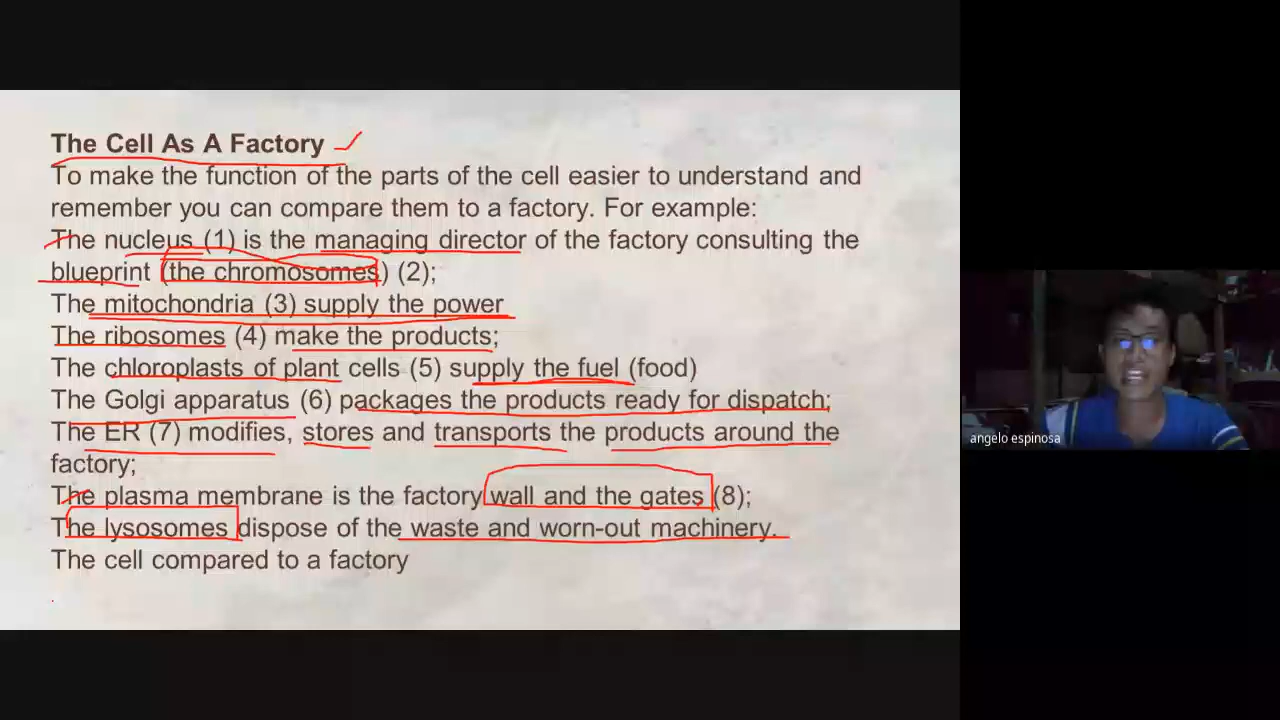 The Cell As A Factory
To make the function of the parts of the cell easier to understand and
remember you can compare them to a factory. For example:
The nucleus (1) is the managing director of the factory consulting the
blueprint (the chromosomes) (2);
The mitochondria (3) supply the power
The ribosomes (4) make the products;
The chloroplasts of plant cells (5) supply the fuel (food)
The Golgi apparatus (6) packages the products ready for dispatch;
The ER (7) modifies, stores and transports the products around the
factory;
The plasma membrane is the factory wall and the gates (8);
The lysosomes dispose of the waste and worn-out machinery.
The cell compared to a factory
angelo espinosa